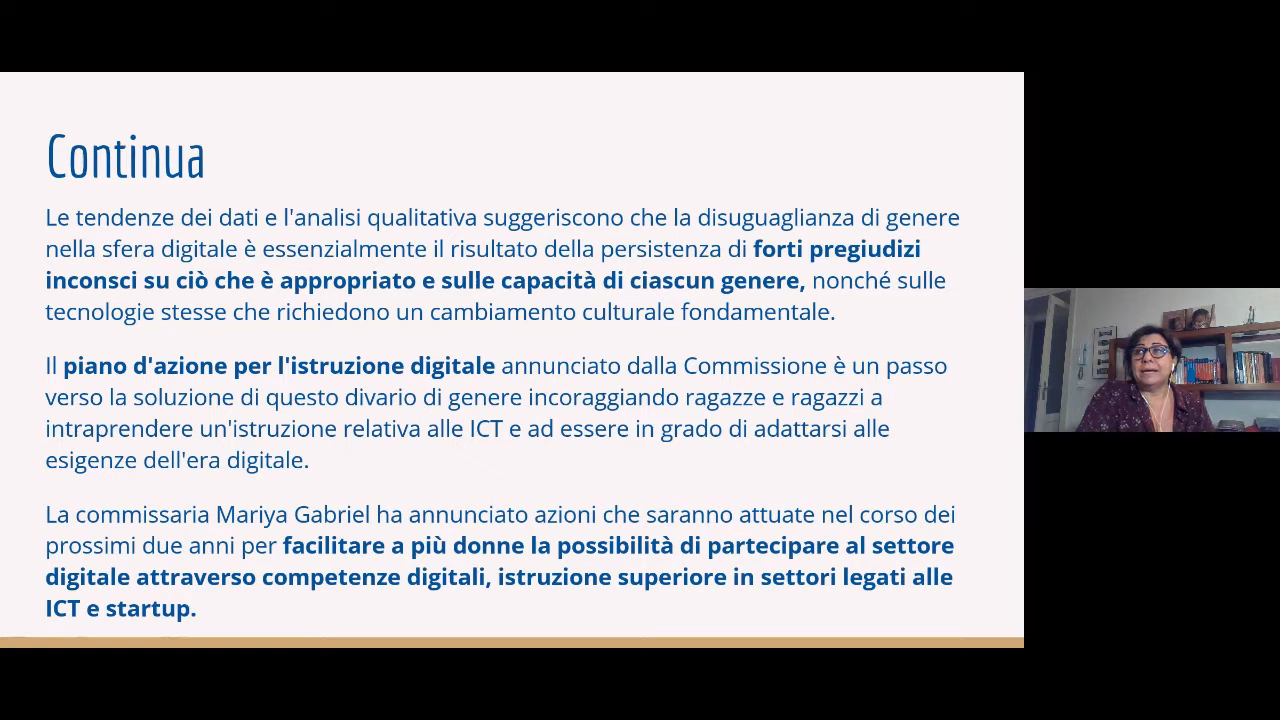 Continua
Le tendenze dei dati e l'analisi qualitativa suggeriscono che la disuguaglianza di genere
nella sfera digitale è essenzialmente il risultato della persistenza di forti pregiudizi
inconsci su ciò che è appropriato e sulle capacità di ciascun genere, nonché sulle
tecnologie stesse che richiedono un cambiamento culturale fondamentale.
Il piano d'azione per l'istruzione digitale annunciato dalla Commissione è un passo
verso la soluzione di questo divario di genere incoraggiando ragazze e ragazzi a
intraprendere un'istruzione relativa alle ICT e ad essere in grado di adattarsi alle
esigenze dell'era digitale.
La commissaria Mariya Gabriel ha annunciato azioni che saranno attuate nel corso dei
prossimi due anni per facilitare a più donne la possibilità di partecipare al settore
digitale attraverso competenze digitali, istruzione superiore in settori legati alle
ICT e startup.